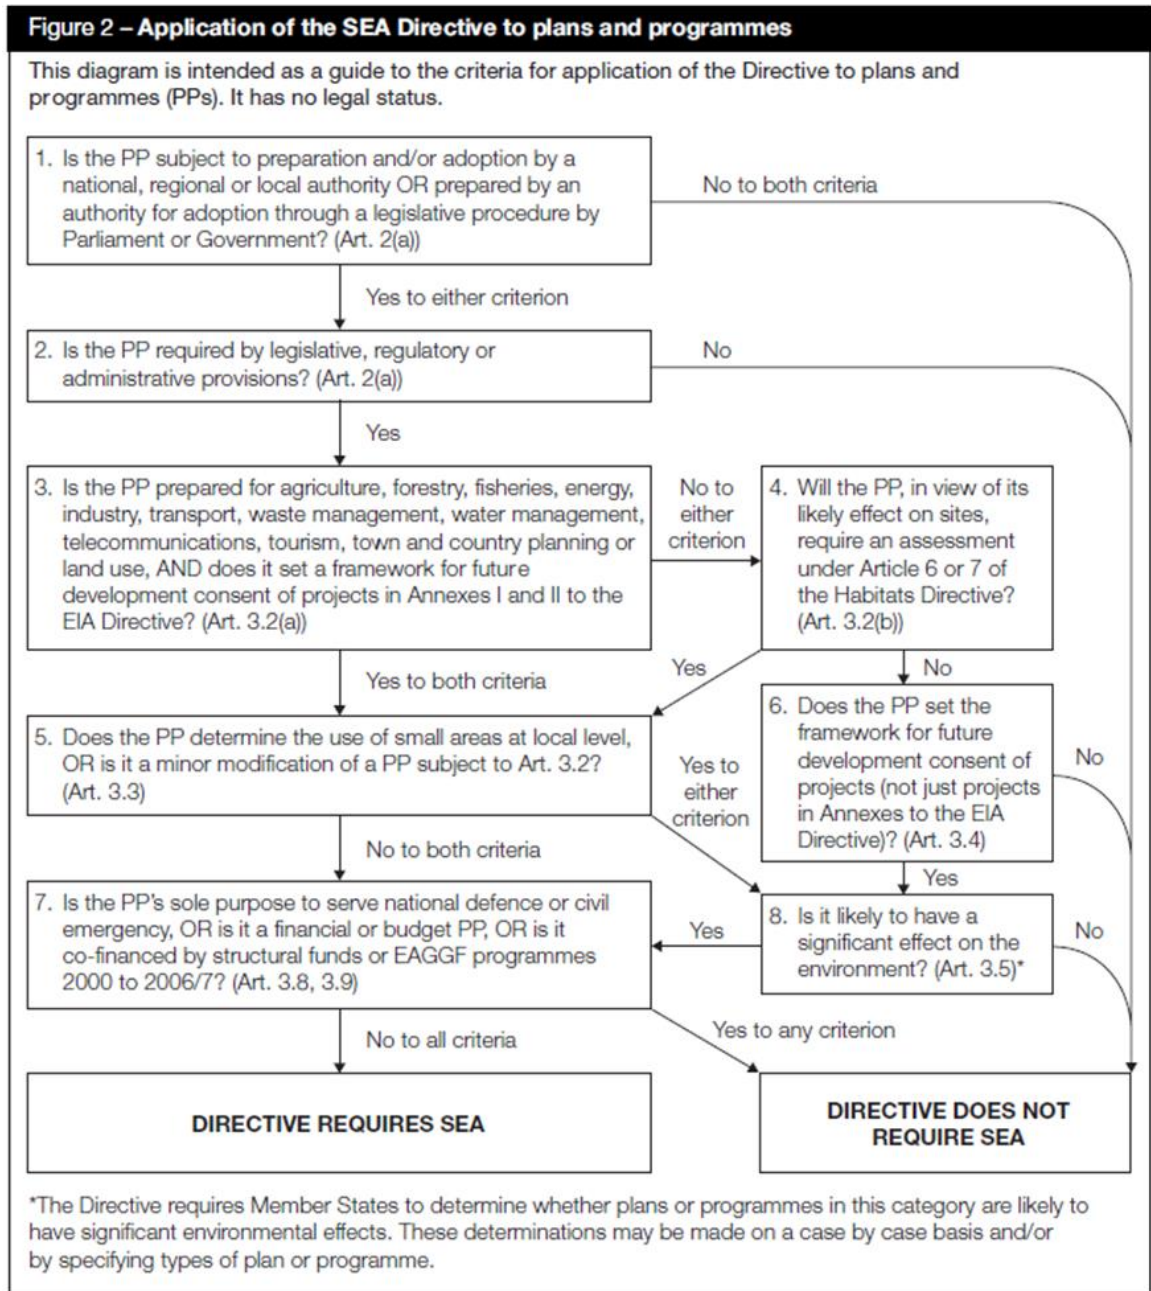 Figure 2 – Application of the SEA Directive to plans and programmes
This diagram is intended as a guide to the criteria for application of the Directive to plans and
programmes (PPs). It has no legal status.
1. Is the PP subject to preparation and/or adoption by a
national, regional or local authority OR prepared by an
authority for adoption through a legislative procedure by
Parliament or Government? (Art. 2(a))
No to both criteria
Yes to either criterion
2. Is the PP required by legislative, regulatory or
administrative provisions? (Art. 2(a))
No
Yes
3. Is the PP prepared for agriculture, forestry, fisheries, energy,
industry, transport, waste management, water management,
telecommunications, tourism, town and country planning or
land use, AND does it set a framework for future
development consent of projects in Annexes I and II to the
EIA Directive? (Art. 3.2(a))
No to
either
criterion
4. Will the PP, in view of its
likely effect on sites,
require an assessment
under Article 6 or 7 of
the Habitats Directive?
(Art. 3.2(b))
Yes to both criteria
Yes
No
5. Does the PP determine the use of small areas at local level,
OR is it a minor modification of a PP subject to Art. 3.2?
(Art. 3.3)
Yes to
either
criterion
6. Does the PP set the
framework for future
development consent of
projects (not just projects
in Annexes to the EIA
Directive)? (Art. 3.4)
No
No to both criteria
Yes
7. Is the PP's sole purpose to serve national defence or civil
emergency, OR is it a financial or budget PP, OR is it
co-financed by structural funds or EAGGF programmes
2000 to 2006/7? (Art. 3.8, 3.9)
Yes
8. Is it likely to have a
significant effect on the
environment? (Art. 3.5)*
No
No to all criteria
Yes to any criterion
DIRECTIVE REQUIRES SEA
DIRECTIVE DOES NOT
REQUIRE SEA
*The Directive requires Member States to determine whether plans or programmes in this category are likely to
have significant environmental effects. These determinations may be made on a case by case basis and/or
by specifying types of plan or programme.